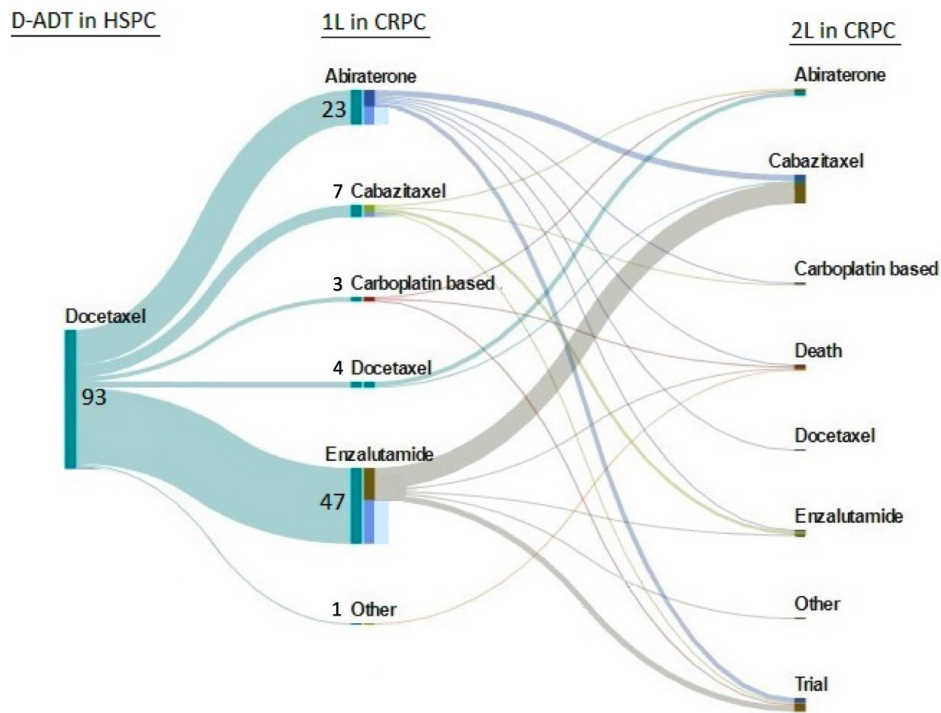 D-ADT in HSPC
1L in CRPC
2L in CRPC
Abiraterone
23
7 Cabazitaxel
3 Carboplatin based
Docetaxel
93
4 Docetaxel
Enzalutamide
47
1 Other
Abiraterone
Cabazitaxel
Carboplatin based
Death
Docetaxel
Enzalutamide
Other
Trial